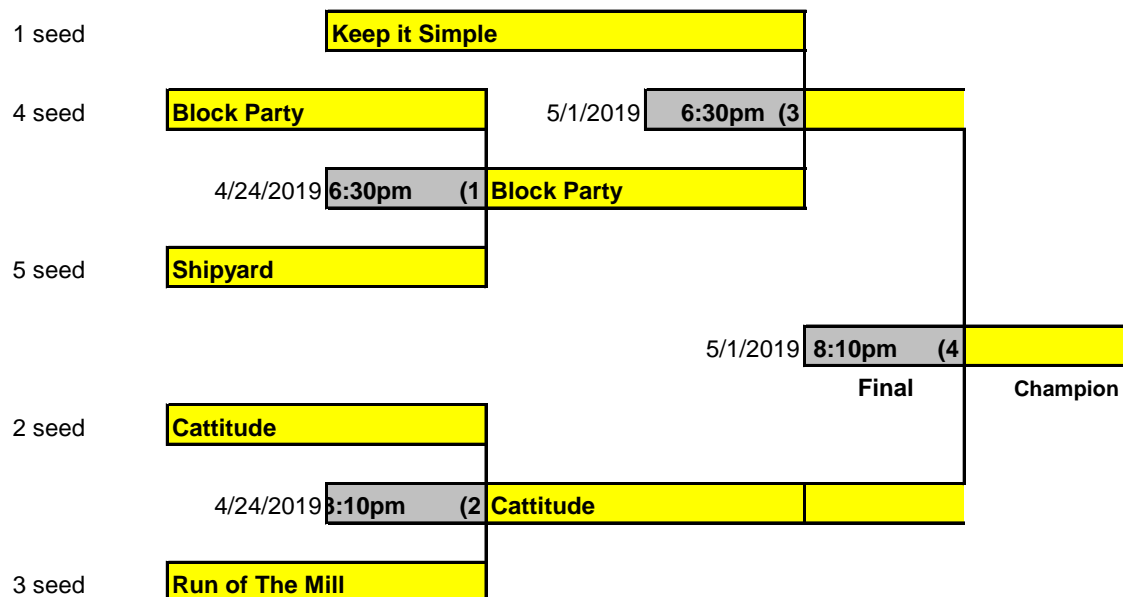 1 seed Keep it Simple
4 seed Block Party 5/1/2019 6:30pm (3
4/24/2019 6:30pm (1 Block Party
5 seed Shipyard
5/1/2019 8:10pm (4
Final Champion
2 seed Cattitude
4/24/2019 :10pm (2 Cattitude
3 seed Run of The Mill